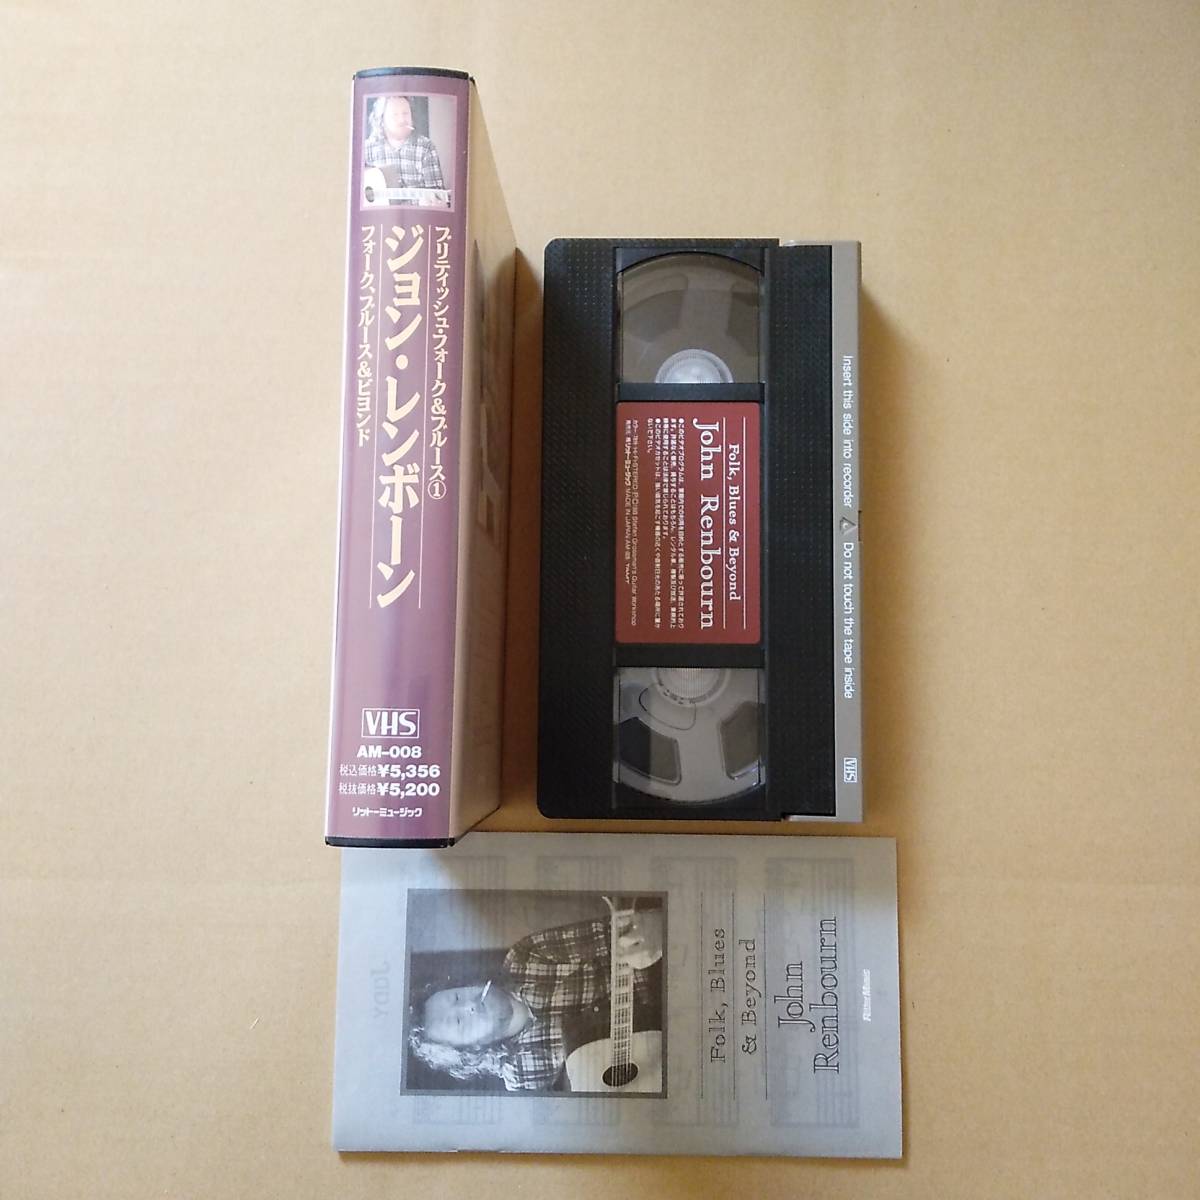 ブリティッシュ・フォーク&ブルース①
ジョン・レンボーン
フォーク、ブルース&ビヨンド
VHS
AM-008
税込価格¥5,356
税抜価格¥5,200
リットーミュージック
Folk, Blues & Beyond
John Renbourn
Insert this side into recorder Do not touch the tape inside
VHS
Folk, Blues
& Beyond
John
Renbourn
Rittor Music